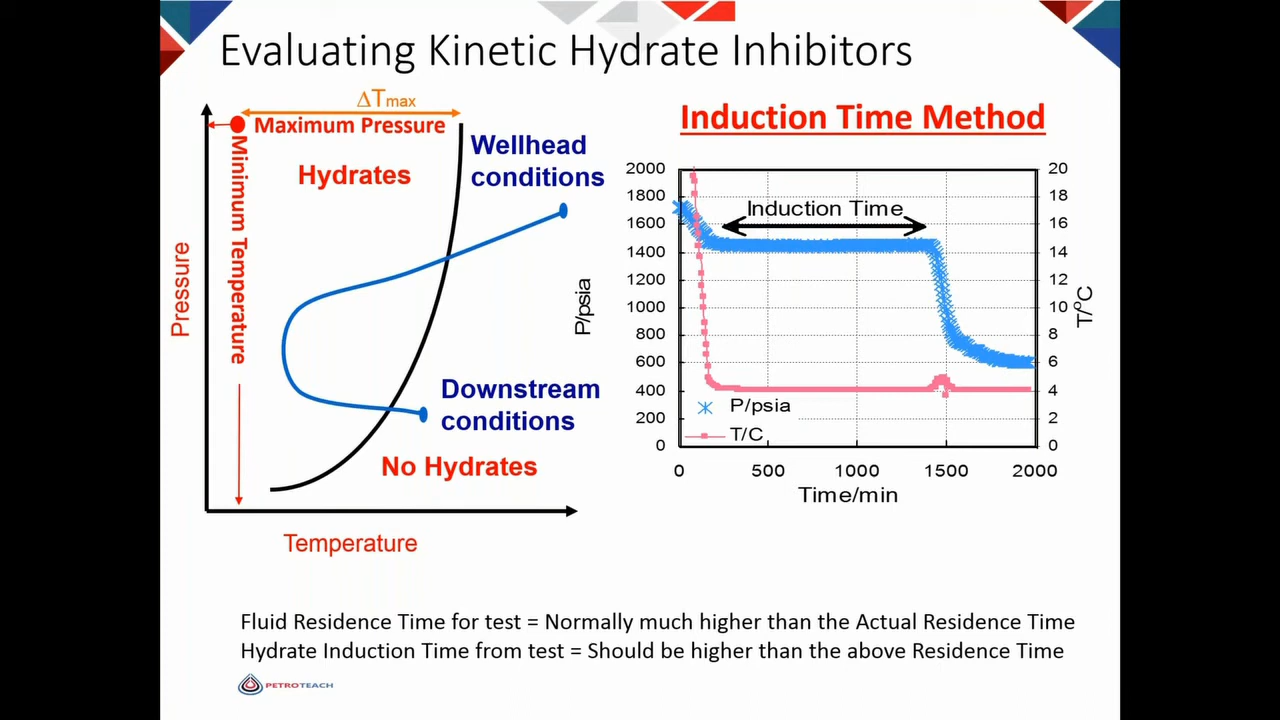 Evaluating Kinetic Hydrate Inhibitors
ΔTmax
Maximum Pressure
Minimum Temperature
Hydrates
Wellhead
conditions
Downstream
conditions
No Hydrates
Pressure
Temperature
Induction Time Method
2000
1800
1600
1400
1200
1000
800
600
400
200
0
P/psia
Induction Time
P/psia
T/C
20
18
16
14
12
10
8
6
4
2
0
T/°C
0 500 1000 1500 2000
Time/min
Fluid Residence Time for test = Normally much higher than the Actual Residence Time
Hydrate Induction Time from test = Should be higher than the above Residence Time
PETROTEACH